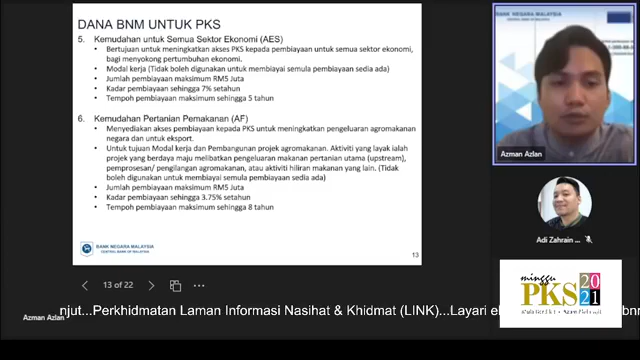 DANA BNM UNTUK PKS
5. Kemudahan untuk Semua Sektor Ekonomi (AES)
• Bertujuan untuk meningkatkan akses PKS kepada pembiayaan untuk semua sektor ekonomi,
bagi menyokong pertumbuhan ekonomi.
• Modal kerja (Tidak boleh digunakan untuk membiayai semula pembiayaan sedia ada)
• Jumlah pembiayaan maksimum RM5 Juta
• Kadar pembiayaan sehingga 7% setahun
• Tempoh pembiayaan maksimum sehingga 5 tahun
6. Kemudahan Pertanian Pemakanan (AF)
• Menyediakan akses pembiayaan kepada PKS untuk meningkatkan pengeluaran agromakanan
negara dan untuk eksport.
• Untuk tujuan Modal kerja dan Pembangunan projek agromakanan. Aktiviti yang layak ialah
projek yang berdaya maju melibatkan pengeluaran makanan pertanian utama (upstream),
pemprosesan/ pengilangan agromakanan, atau aktiviti hiliran makanan yang lain. (Tidak
boleh digunakan untuk membiayai semula pembiayaan sedia ada)
• Jumlah pembiayaan maksimum RM5 Juta
• Kadar pembiayaan sehingga 3.75% setahun
• Tempoh pembiayaan maksimum sehingga 8 tahun
BANK NEGARA MALAYSIA
CENTRAL BANK OF MALAYSIA
13
13 of 22
Azman Azlan
Adi Zahrain ...
minggu
PKS 2021
njut...Perkhidmatan Laman Informasi Nasihat & Khidmat (LINK)...Layari el
bnm
Azman Azlan